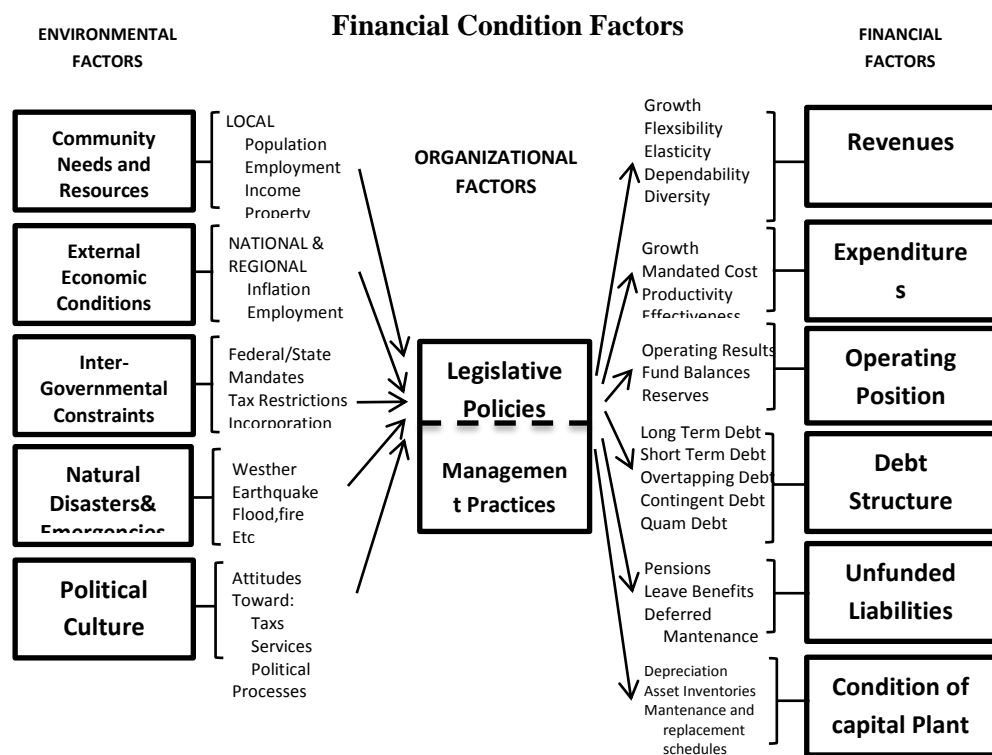 Financial Condition Factors
ENVIRONMENTAL
FACTORS
Community
Needs and
Resources
LOCAL
Population
Employment
Income
Property
External
Economic
Conditions
NATIONAL &
REGIONAL
Inflation
Employment
Inter-
Governmental
Constraints
Federal/State
Mandates
Tax Restrictions
Incorporation
Natural
Disasters&
Emergencies
Westher
Earthquake
Flood,fire
Etc
Political
Culture
Attitudes
Toward:
Taxs
Services
Political
Processes
ORGANIZATIONAL
FACTORS
Legislative
Policies
Managemen
t Practices
FINANCIAL
FACTORS
Growth
Flexsibility
Elasticity
Dependability
Diversity
Revenues
Growth
Mandated Cost
Productivity
Effectiveness
Expenditure
s
Operating Results
Fund Balances
Reserves
Operating
Position
Long Term Debt
Short Term Debt
Overtapping Debt
Contingent Debt
Quam Debt
Debt
Structure
Pensions
Leave Benefits
Deferred
Mantenance
Unfunded
Liabilities
Depreciation
Asset Inventories
Mantenance and
replacement
schedules
Condition of
capital Plant